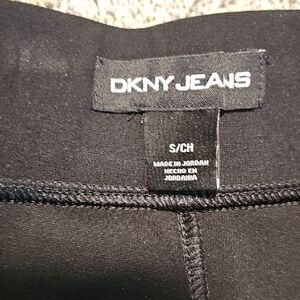 DKNY JEANS
S/CH
MADE IN JORDAN
HECHO EN
JORDANIA